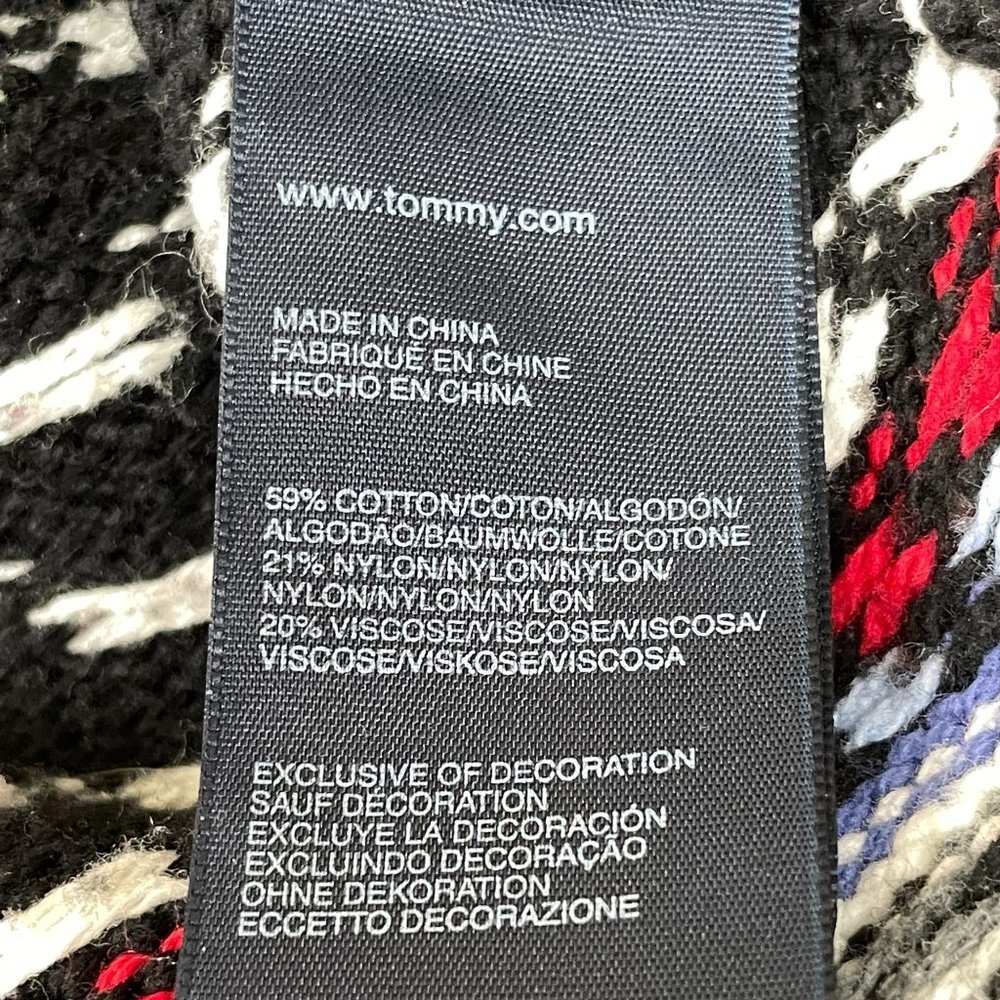 www.tommy.com
MADE IN CHINA
FABRIQUÉ EN CHINE
HECHO EN CHINA
59% COTTON/COTON/ALGODÓN/
ALGODÃO/BAUMWOLLE/COTONE
21% NYLON/NYLON/NYLON/
NYLON/NYLON/NYLON
20% VISCOSE/VISCOSE/VISCOSA/
VISCOSE/VISKOSE/VISCOSA
EXCLUSIVE OF DECORATION
SAUF DÉCORATION
EXCLUYE LA DECORACIÓN
EXCLUINDO DECORAÇÃO
OHNE DEKORATION
ECCETTO DECORAZIONE